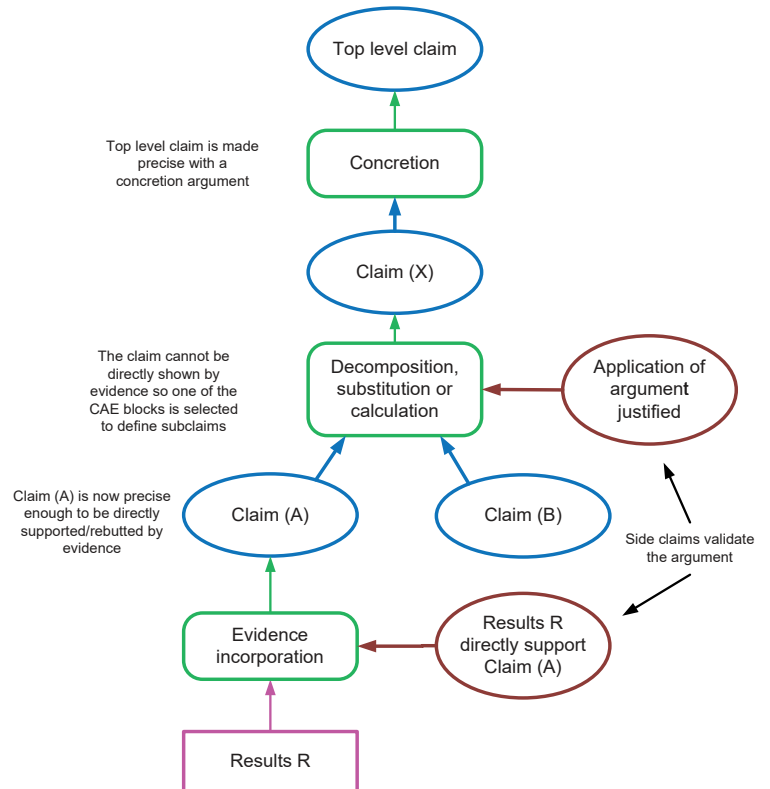 Top level claim
Top level claim is made
precise with a
concretion argument
Concretion
Claim (X)
The claim cannot be
directly shown by
evidence so one of the
CAE blocks is selected
to define subclaims
Decomposition,
substitution or
calculation
Application of
argument
justified
Claim (A) is now precise
enough to be directly
supported/rebutted by
evidence
Claim (A)
Claim (B)
Side claims validate
the argument
Evidence
incorporation
Results R
directly support
Claim (A)
Results R